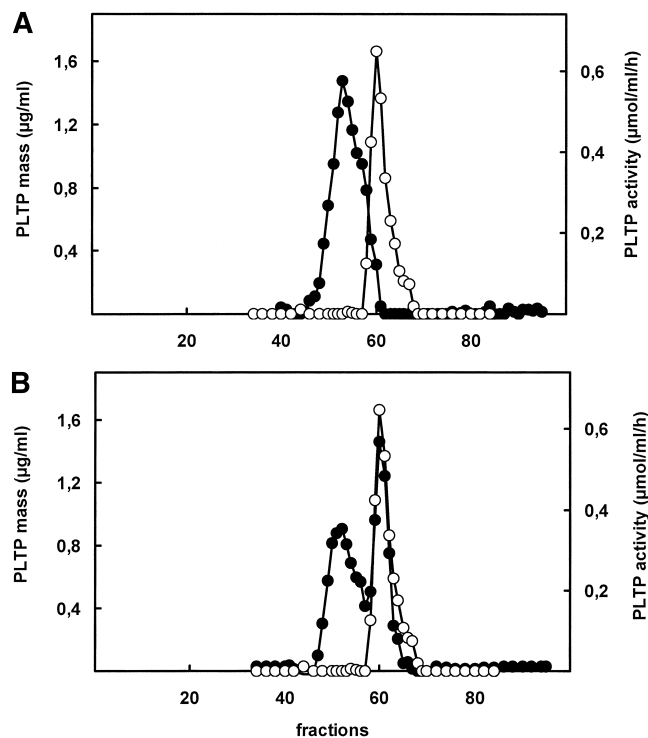 A
PLTP mass (µg/ml)
1,6
1,2
0,8
0,4
0,6
0,4
0,2
PLTP activity (µmol/ml/h)
20 40 60 80
B
PLTP mass (µg/ml)
1,6
1,2
0,8
0,4
0,6
0,4
0,2
PLTP activity (µmol/ml/h)
20 40 60 80
fractions